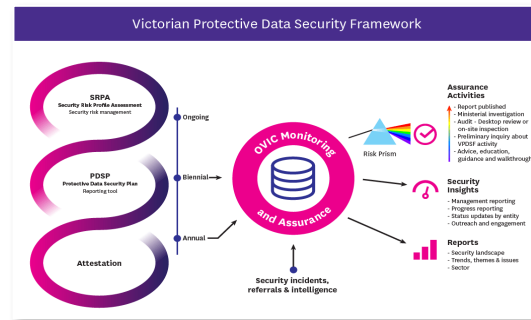 Victorian Protective Data Security Framework
SRPA
Security Risk Profile Assessment
Security risk management
PDSP
Protective Data Security Plan
Reporting tool
Attestation
Ongoing
Biennial
Annual
OVIC Monitoring
and Assurance
Security incidents,
referrals & intelligence
Risk Prism
Assurance
Activities
- Report published
- Ministerial investigation
- Audit - Desktop review or
on-site inspection
- Preliminary inquiry about
VPDSF activity
- Advice, education,
guidance and walkthrough
Security
Insights
- Management reporting
- Progress reporting
- Status updates by entity
- Outreach and engagement
Reports
- Security landscape
- Trends, themes & issues
- Sector